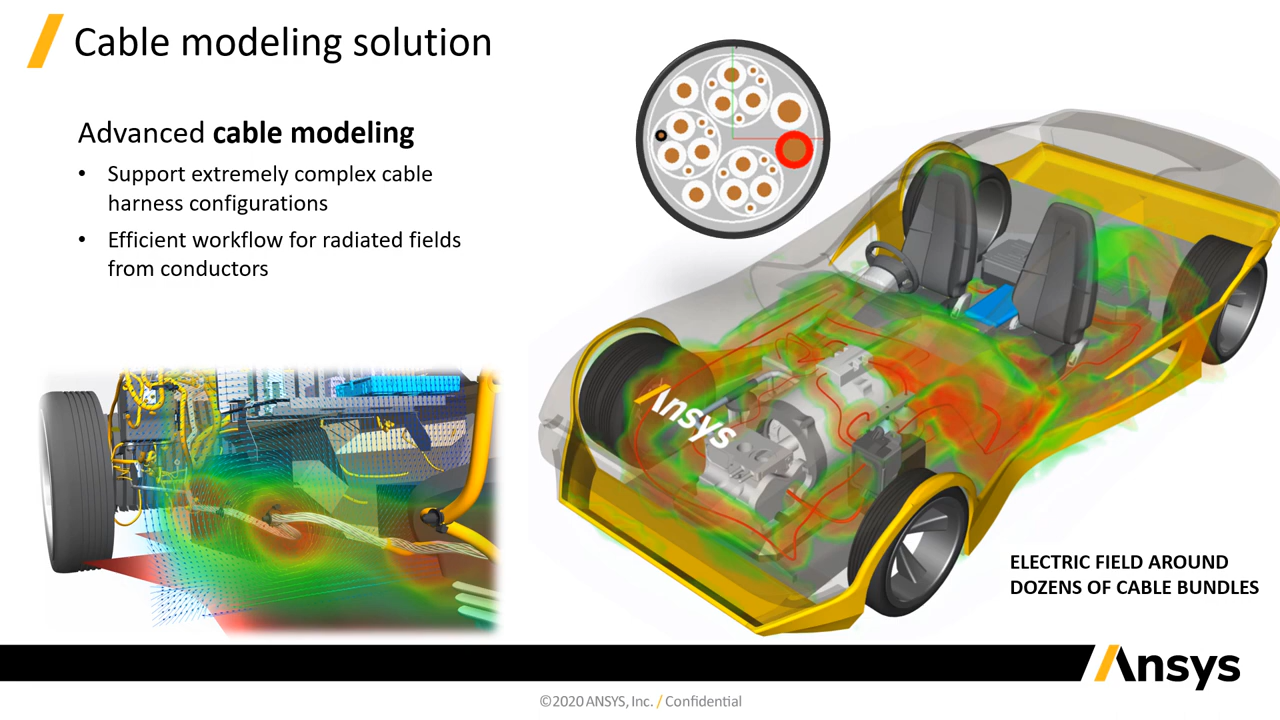 Cable modeling solution
Advanced cable modeling
• Support extremely complex cable
harness configurations
• Efficient workflow for radiated fields
from conductors
Ansys
ELECTRIC FIELD AROUND
DOZENS OF CABLE BUNDLES
Ansys
©2020 ANSYS, Inc. / Confidential